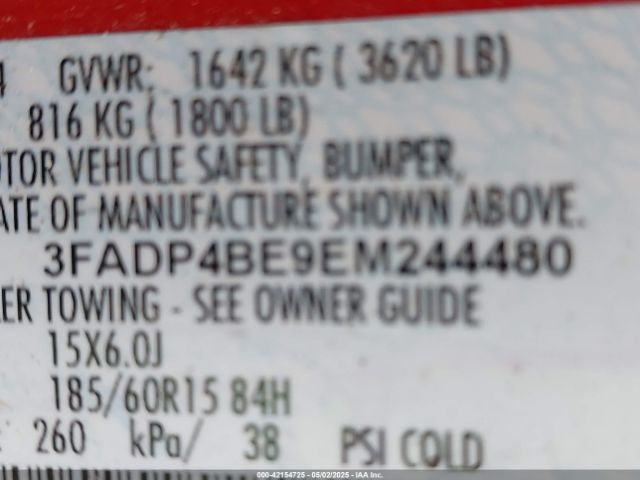 4 GVWR: 1642 KG ( 3620 LB)
816 KG ( 1800 LB)
OTOR VEHICLE SAFETY, BUMPER,
ATE OF MANUFACTURE SHOWN ABOVE.
3FADP4BE9EM244480
ER TOWING - SEE OWNER GUIDE
15X6.0J
185/60R15 84H
: 260 kPa/ 38 PSI COLD
000-42154725 - 05/02/2025 - IAA Inc.